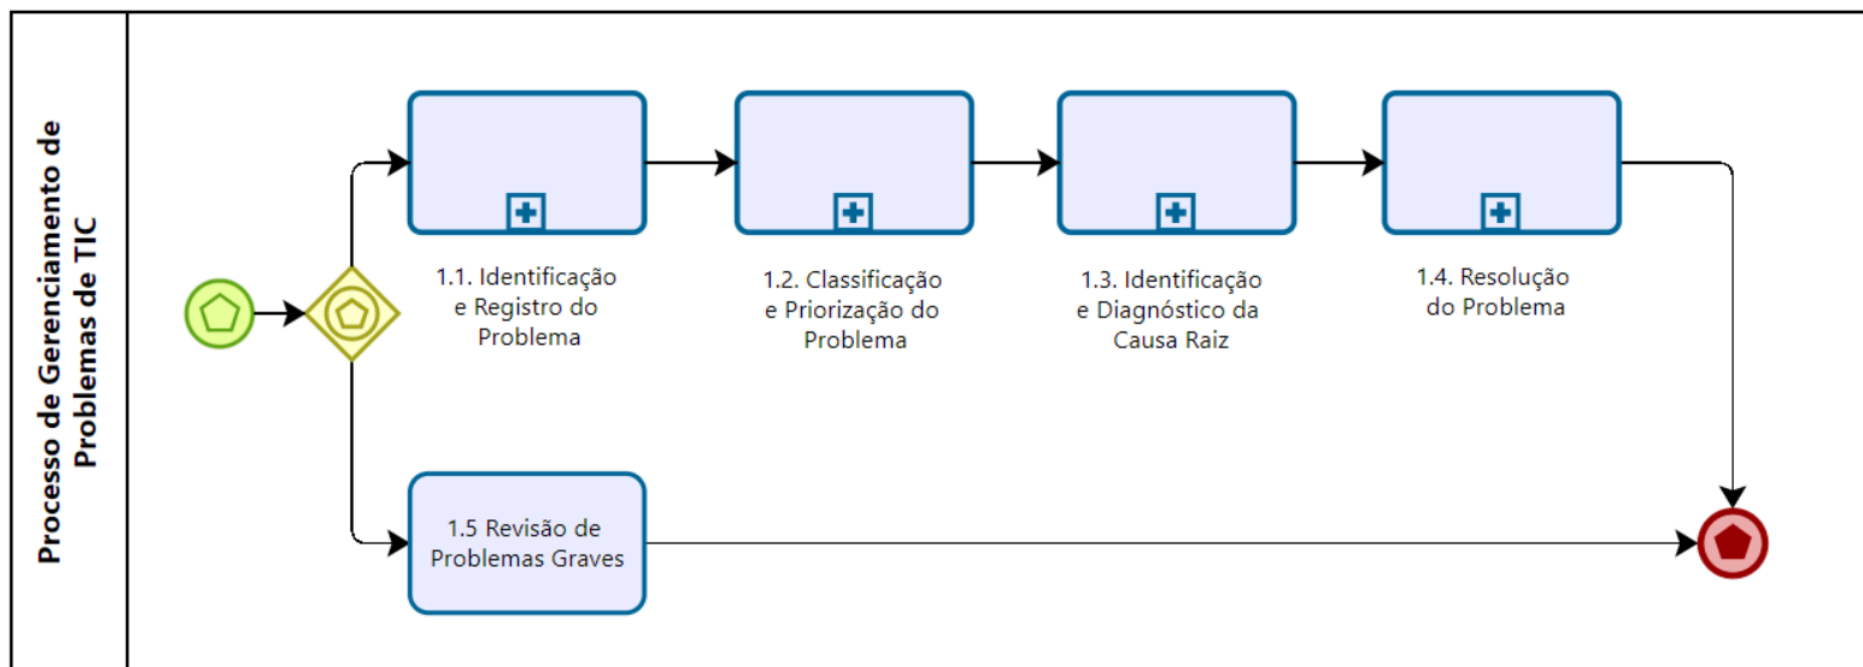 Processo de Gerenciamento de
Problemas de TIC
1.1. Identificação
e Registro do
Problema
1.2. Classificação
e Priorização do
Problema
1.3. Identificação
e Diagnóstico da
Causa Raiz
1.4. Resolução
do Problema
1.5 Revisão de
Problemas Graves